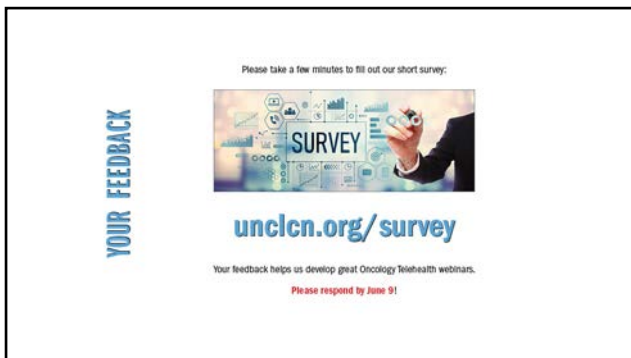 Please take a few minutes to fill out our short survey:
YOUR FEEDBACK
SURVEY
unclcn.org/survey
Your feedback helps us develop great Oncology Telehealth webinars.
Please respond by June 9!